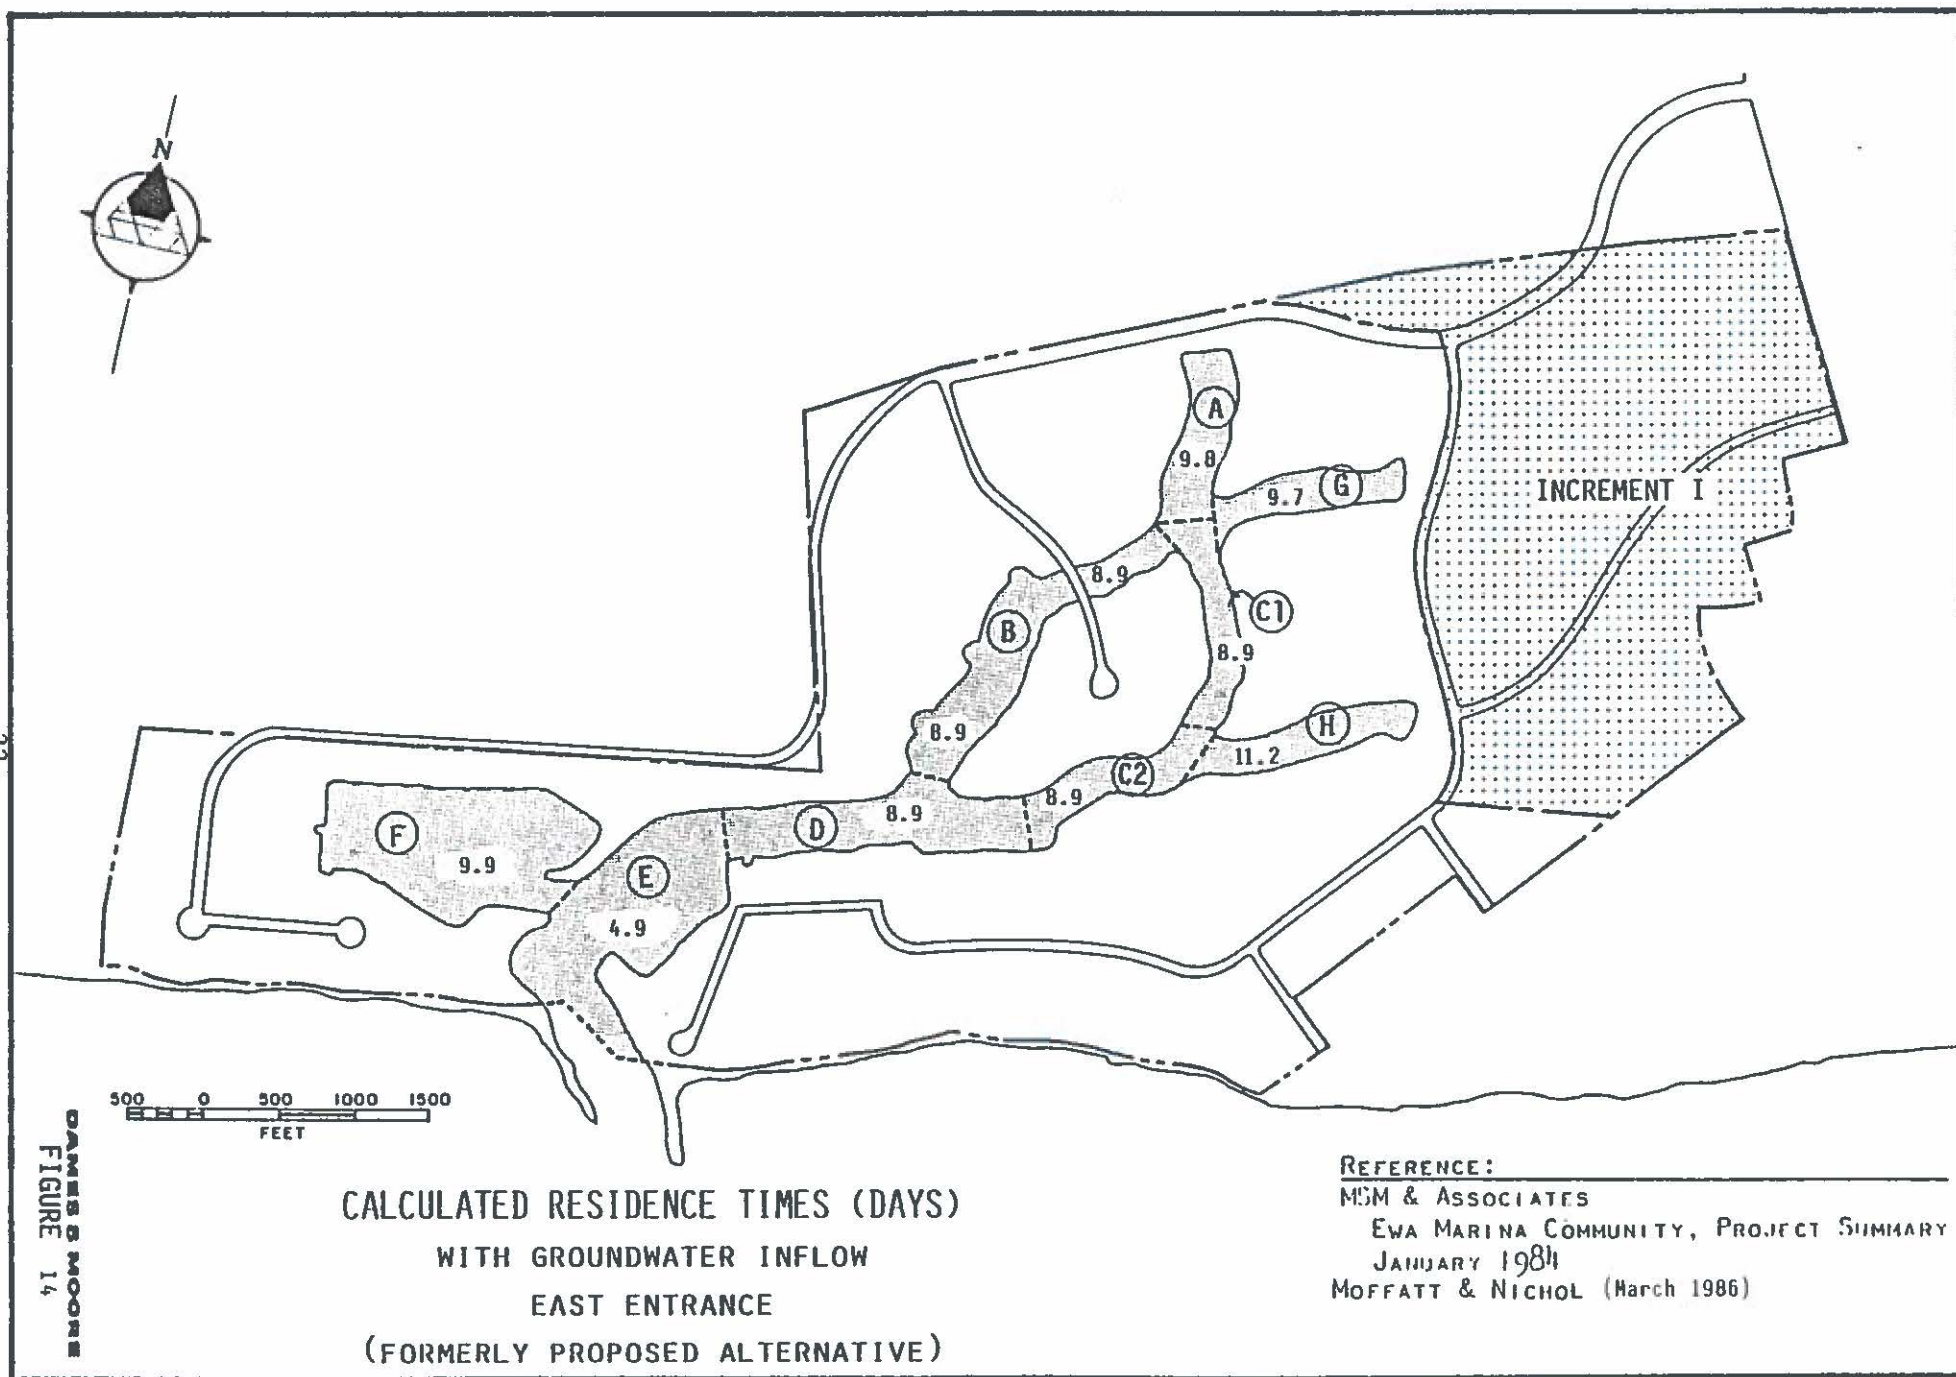 N
A
9.8
G
9.7
INCREMENT I
8.9
B
C1
8.9
8.9
H
11.2
C2
8.9
D
8.9
F
9.9
E
4.9
500 0 500 1000 1500
FEET
DAMES & MOORE
FIGURE 14
CALCULATED RESIDENCE TIMES (DAYS)
WITH GROUNDWATER INFLOW
EAST ENTRANCE
(FORMERLY PROPOSED ALTERNATIVE)
REFERENCE:
MSM & ASSOCIATES
EWA MARINA COMMUNITY, PROJECT SUMMARY
JANUARY 1984
MOFFATT & NICHOL (March 1986)